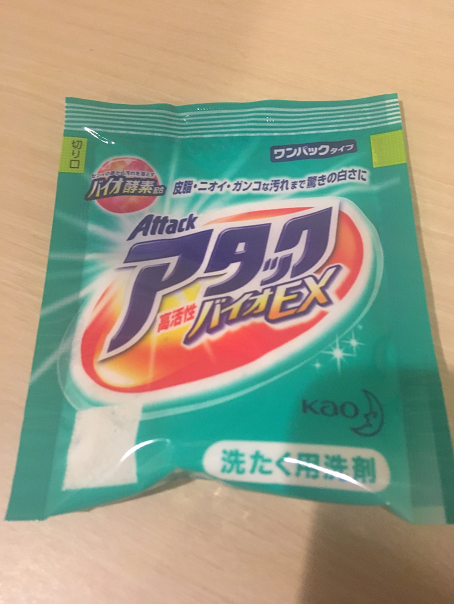 切り口
ワンパックタイプ
バイオ酵素配合
皮脂・ニオイ・ガンコな汚れまで驚きの白さに
Attack
アタック
高活性
バイオEX
Kao
洗たく用洗剤